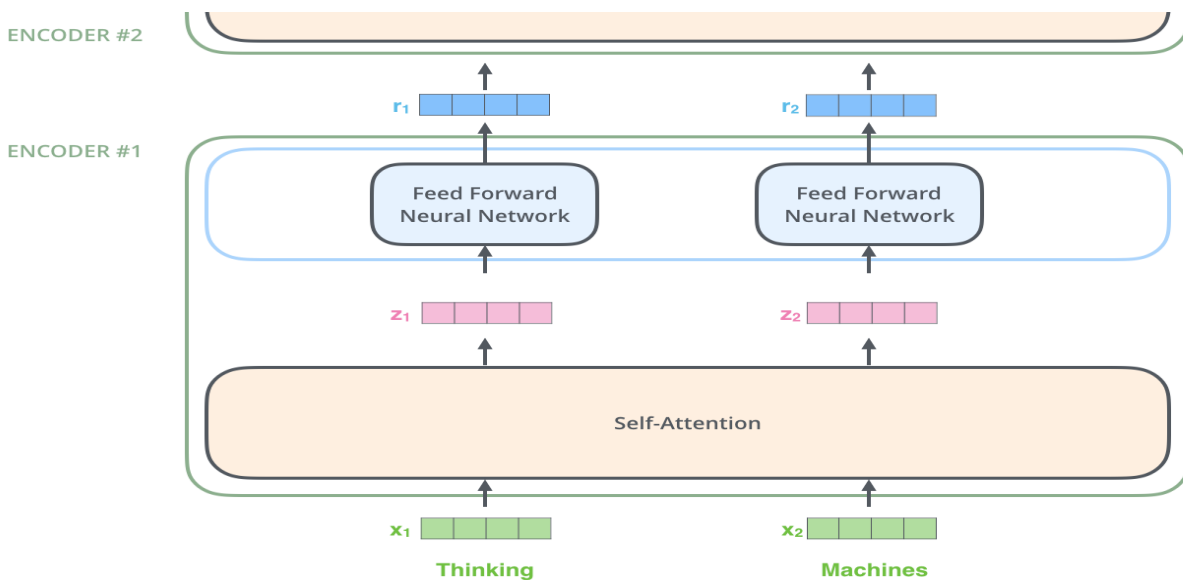 ENCODER #2
r₁
r₂
ENCODER #1
Feed Forward
Neural Network
Feed Forward
Neural Network
z₁
z₂
Self-Attention
x₁
x₂
Thinking
Machines